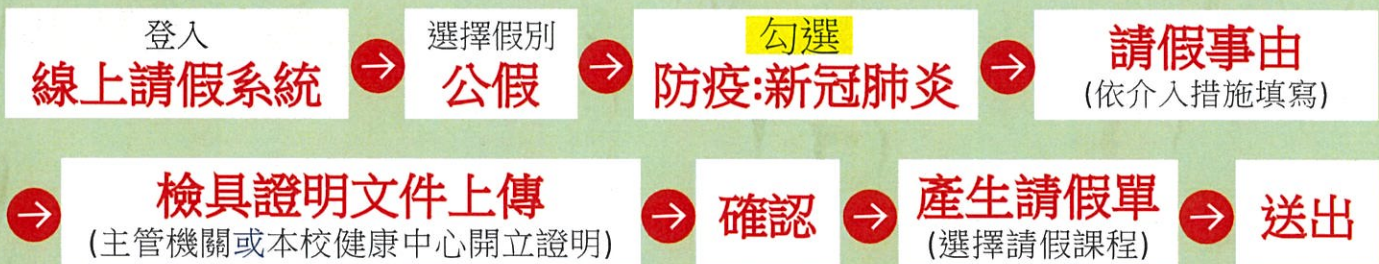 登入
線上請假系統
選擇假別
公假
勾選
防疫:新冠肺炎
請假事由
(依介入措施填寫)
檢具證明文件上傳
(主管機關或本校健康中心開立證明)
確認
產生請假單
(選擇請假課程)
送出